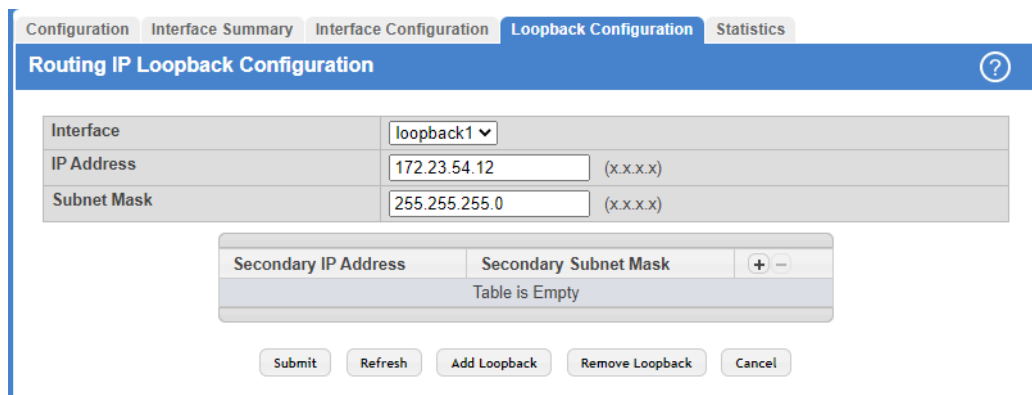 Configuration Interface Summary Interface Configuration Loopback Configuration Statistics
Routing IP Loopback Configuration ?
Interface loopback1
IP Address 172.23.54.12 (x.x.x.x)
Subnet Mask 255.255.255.0 (x.x.x.x)
Secondary IP Address Secondary Subnet Mask + −
Table is Empty
Submit Refresh Add Loopback Remove Loopback Cancel